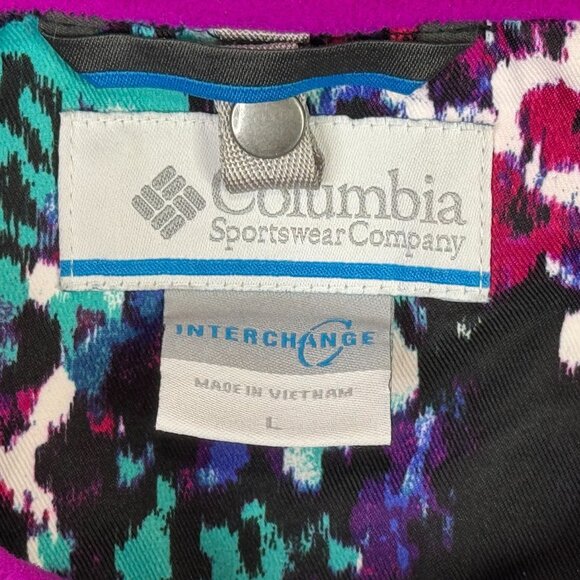 Columbia
Sportswear Company
INTERCHANGE
MADE IN VIETNAM
L